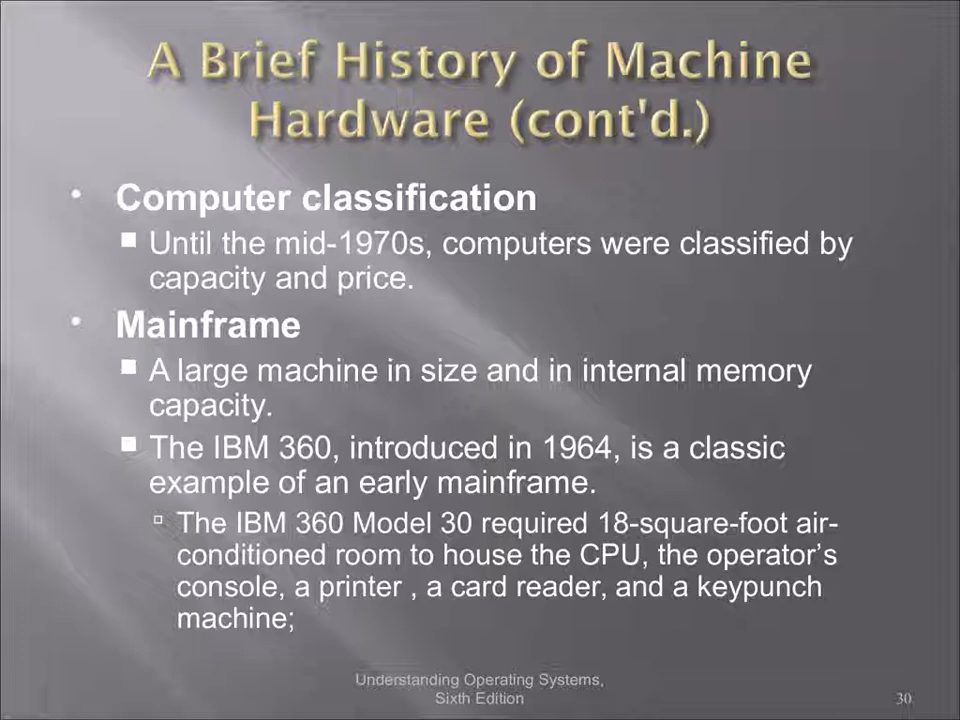 A Brief History of Machine
Hardware (cont'd.)
• Computer classification
■ Until the mid-1970s, computers were classified by
capacity and price.
• Mainframe
■ A large machine in size and in internal memory
capacity.
■ The IBM 360, introduced in 1964, is a classic
example of an early mainframe.
▫ The IBM 360 Model 30 required 18-square-foot air-
conditioned room to house the CPU, the operator’s
console, a printer , a card reader, and a keypunch
machine;
Understanding Operating Systems,
Sixth Edition
30